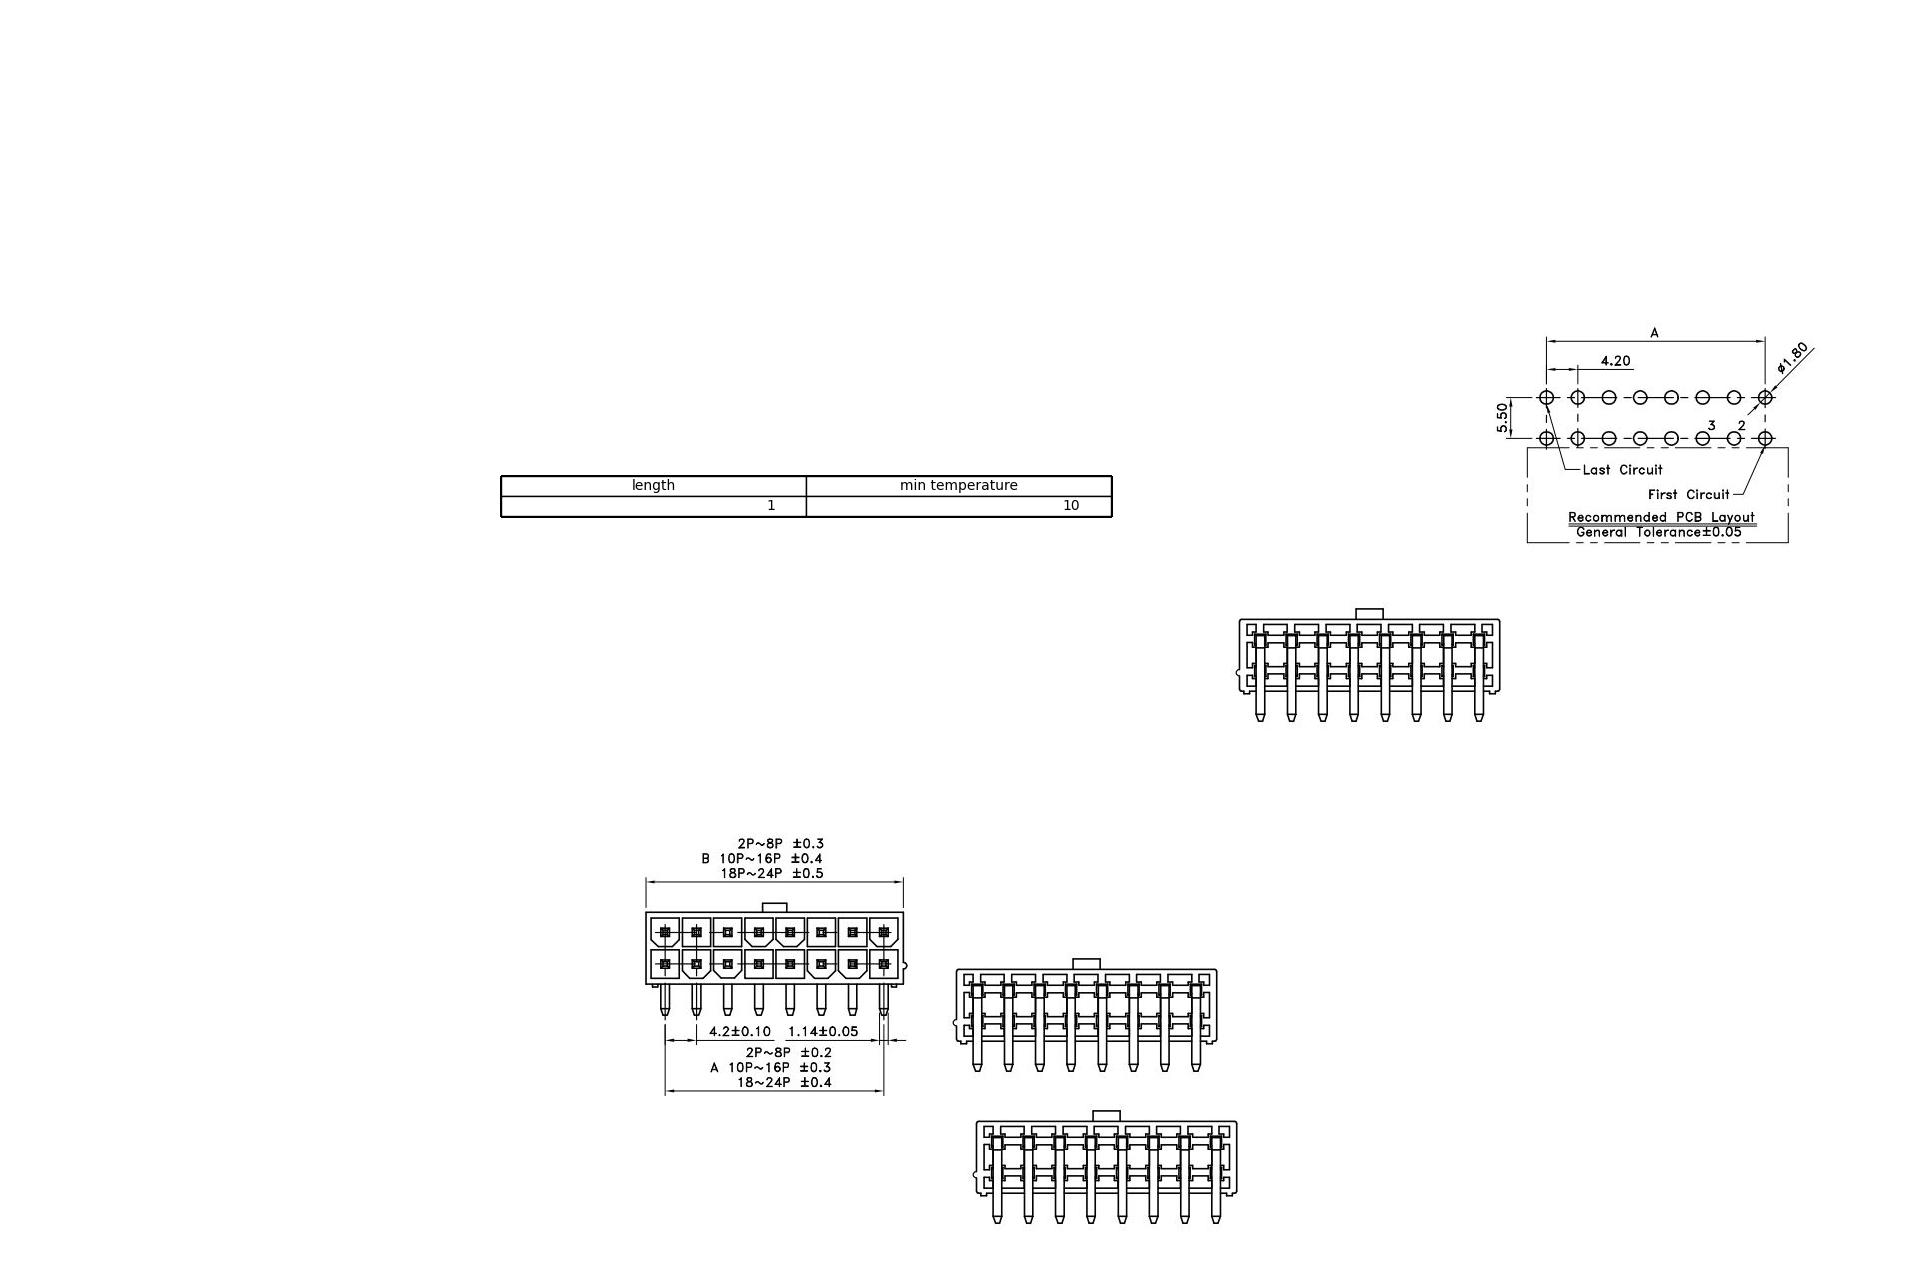 A
4.20
ø1.80
5.50
3 2
Last Circuit
First Circuit
Recommended PCB Layout
General Tolerance±0.05
length min temperature
1 10
2P~8P ±0.3
B 10P~16P ±0.4
18P~24P ±0.5
4.2±0.10 1.14±0.05
2P~8P ±0.2
A 10P~16P ±0.3
18~24P ±0.4